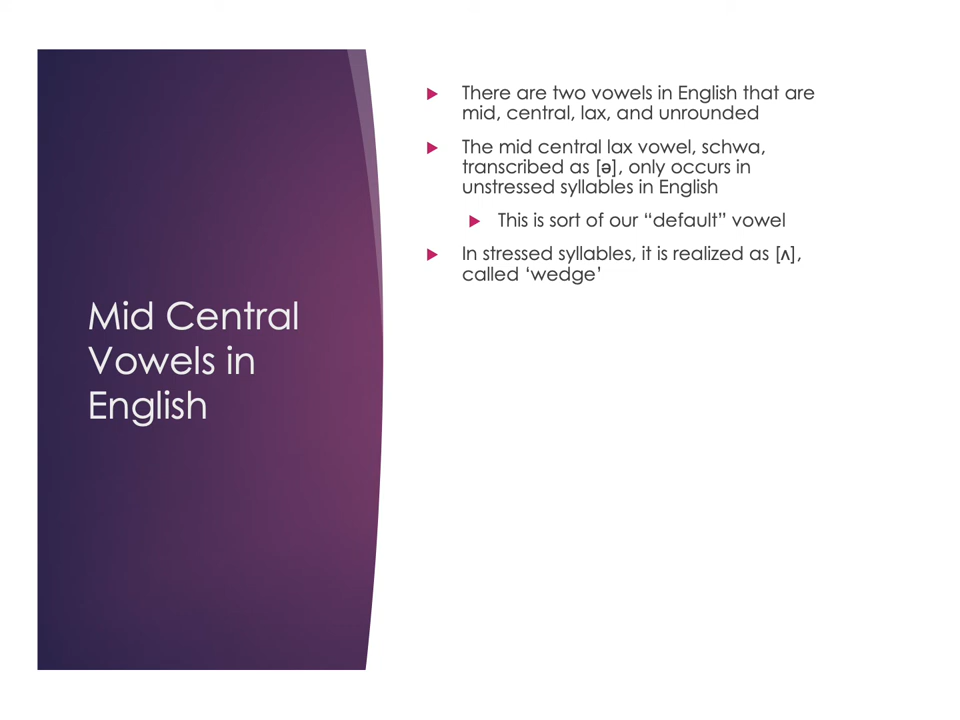 Mid Central
Vowels in
English
There are two vowels in English that are
mid, central, lax, and unrounded
The mid central lax vowel, schwa,
transcribed as [ə], only occurs in
unstressed syllables in English
This is sort of our “default” vowel
In stressed syllables, it is realized as [ʌ],
called ‘wedge’